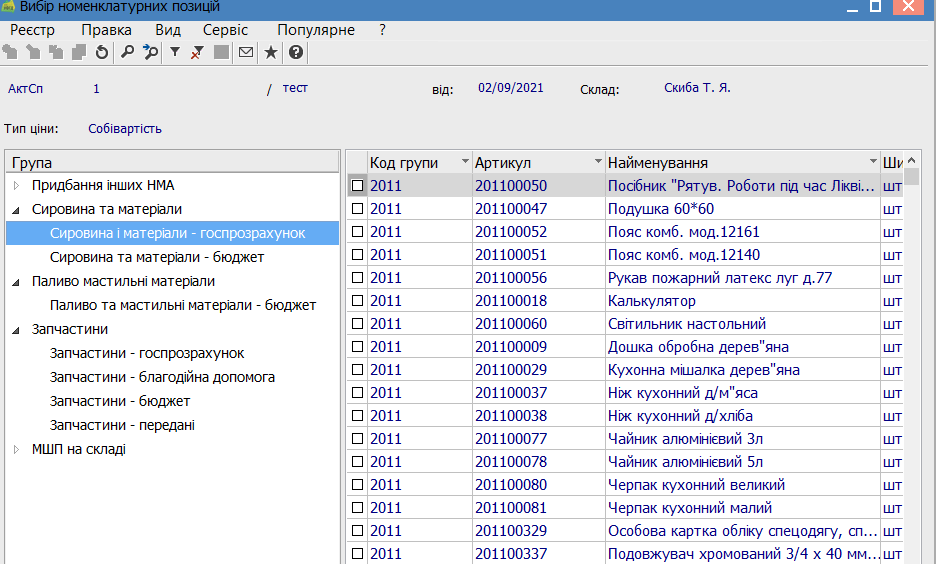 Вибір номенклатурних позицій
Реєстр Правка Вид Сервіс Популярне ?
АктСп 1 / тест від: 02/09/2021 Склад: Скиба Т. Я.
Тип ціни: Собівартість
Група
Придбання інших НМА
Сировина та матеріали
Сировина і матеріали - госпрозрахунок
Сировина та матеріали - бюджет
Паливо мастильні матеріали
Паливо та мастильні матеріали - бюджет
Запчастини
Запчастини - госпрозрахунок
Запчастини - благодійна допомога
Запчастини - бюджет
Запчастини - передані
МШП на складі
Код групи Артикул Найменування Ши
2011 201100050 Посібник "Рятув. Роботи під час Лікві... шт
2011 201100047 Подушка 60*60 шт
2011 201100052 Пояс комб. мод.12161 шт
2011 201100051 Пояс комб. мод.12140 шт
2011 201100056 Рукав пожарний латекс луг д.77 шт
2011 201100018 Калькулятор шт
2011 201100060 Світильник настольний шт
2011 201100009 Дошка обробна дерев"яна шт
2011 201100029 Кухонна мішалка дерев"яна шт
2011 201100037 Ніж кухонний д/м"яса шт
2011 201100038 Ніж кухонний д/хліба шт
2011 201100077 Чайник алюмінієвий 3л шт
2011 201100078 Чайник алюмінієвий 5л шт
2011 201100080 Черпак кухонний великий шт
2011 201100081 Черпак кухонний малий шт
2011 201100329 Особова картка обліку спецодягу, сп... шт
2011 201100337 Подовжувач хромований 3/4 х 40 мм... шт